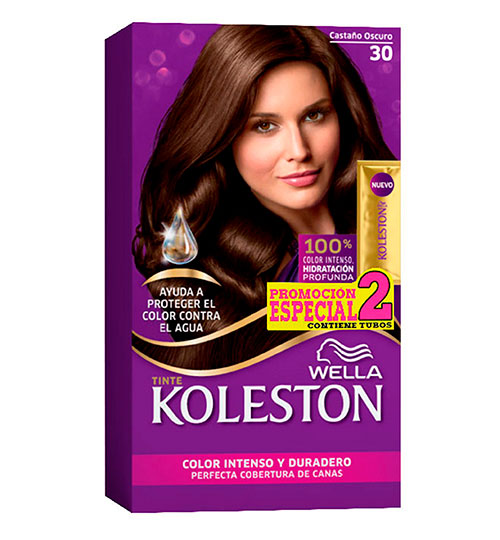 Castaño Oscuro
30
NUEVO
KOLESTON
100%
COLOR INTENSO,
HIDRATACIÓN
PROFUNDA
AYUDA A
PROTEGER EL
COLOR CONTRA
EL AGUA
PROMOCIÓN
ESPECIAL 2
CONTIENE TUBOS
WELLA
TINTE
KOLESTON
COLOR INTENSO Y DURADERO
PERFECTA COBERTURA DE CANAS